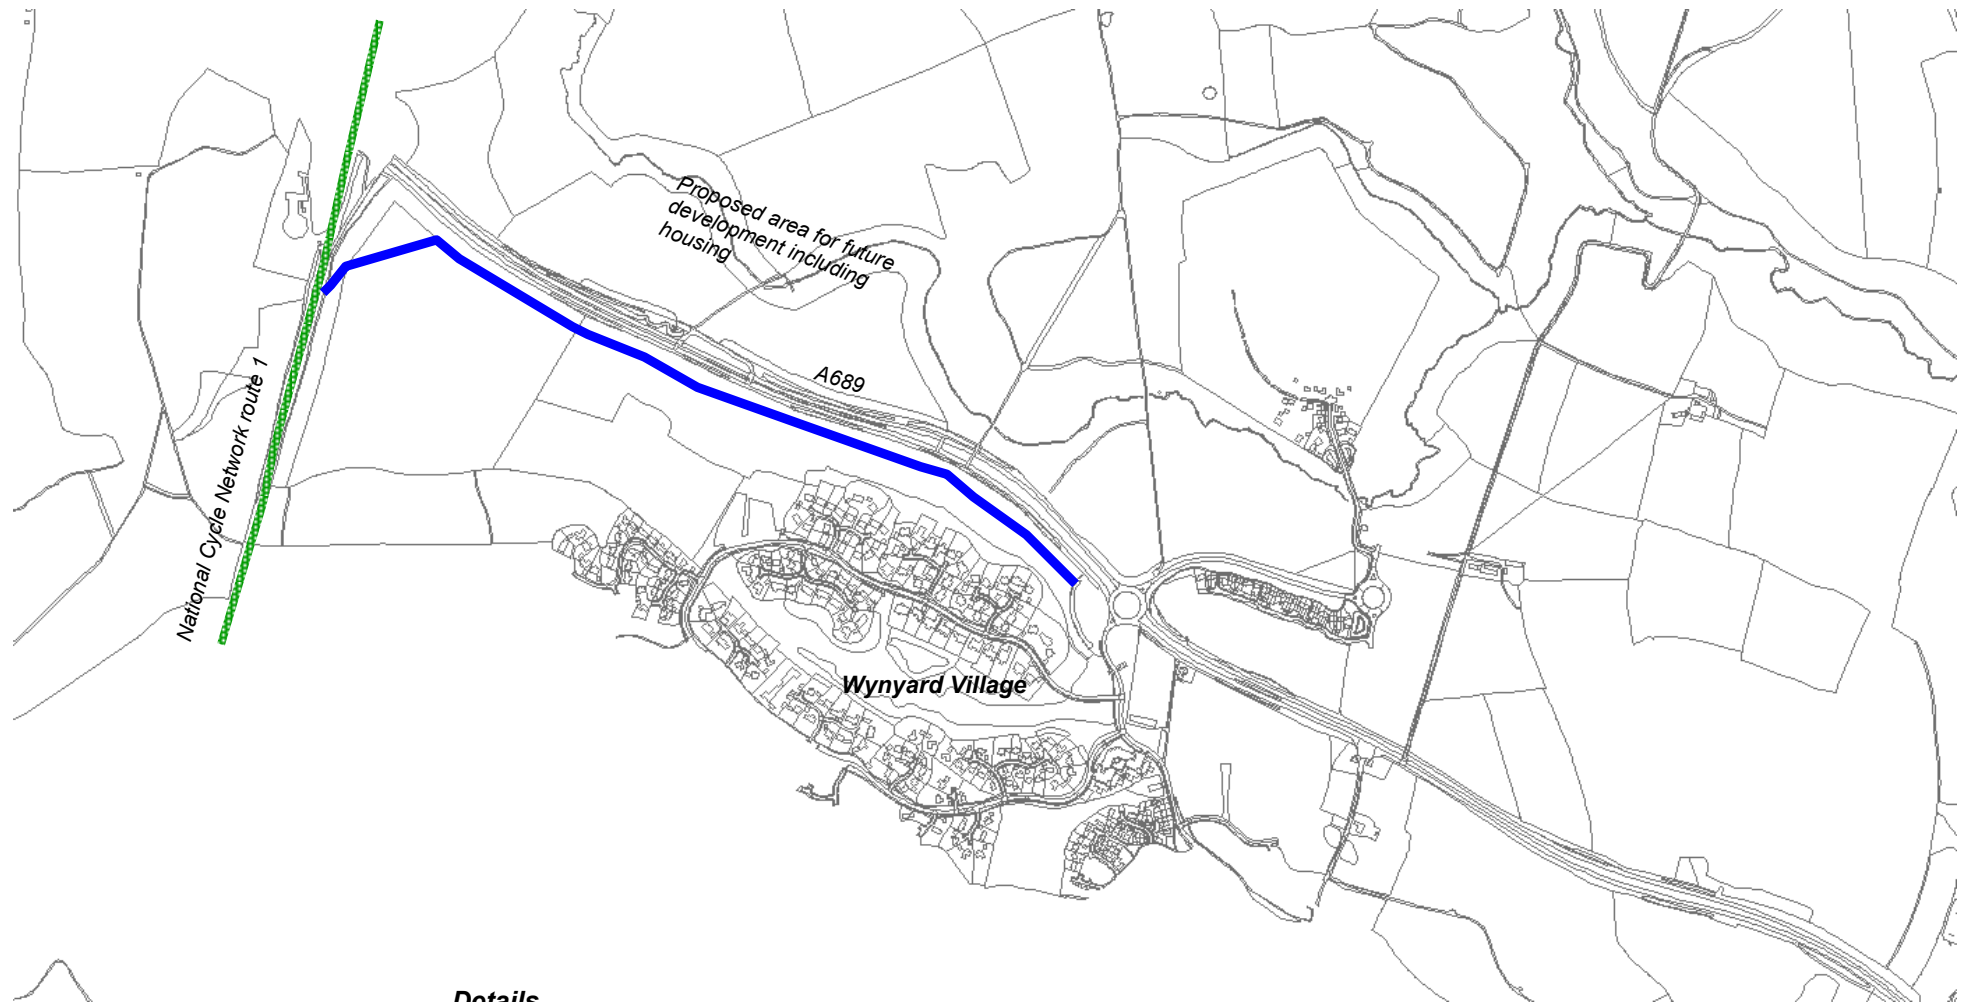 Proposed area for future
development including
housing
A689
National Cycle Network route 1
Wynyard Village
Details